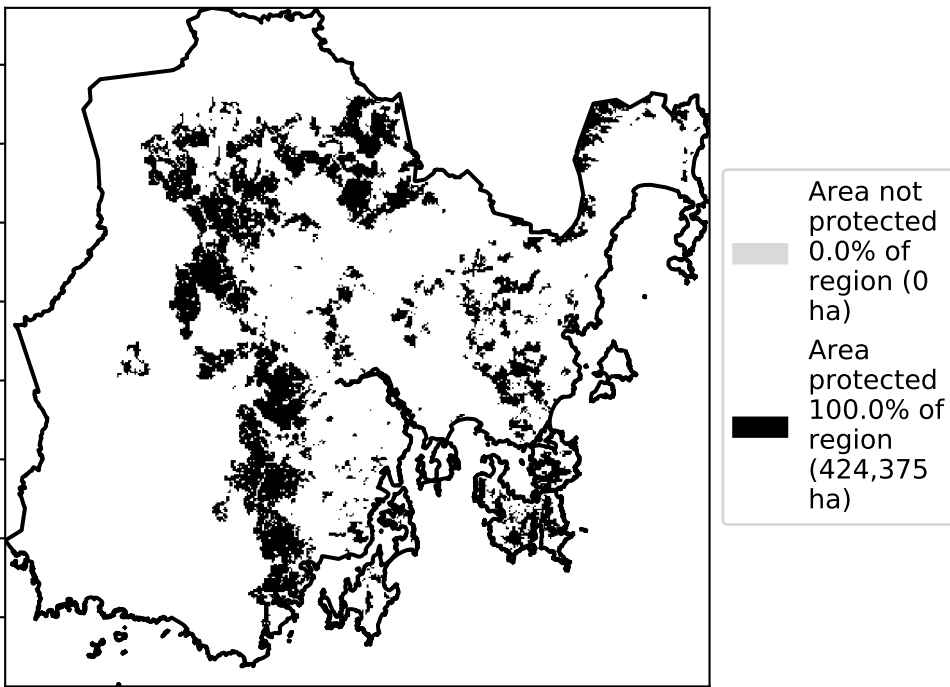 Area not
protected
0.0% of
region (0
ha)
Area
protected
100.0% of
region
(424,375
ha)